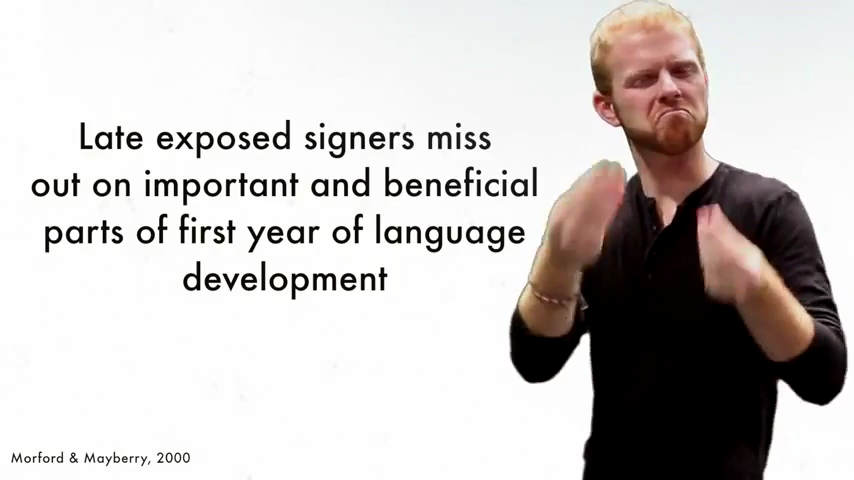 Late exposed signers miss
out on important and beneficial
parts of first year of language
development
Morford & Mayberry, 2000